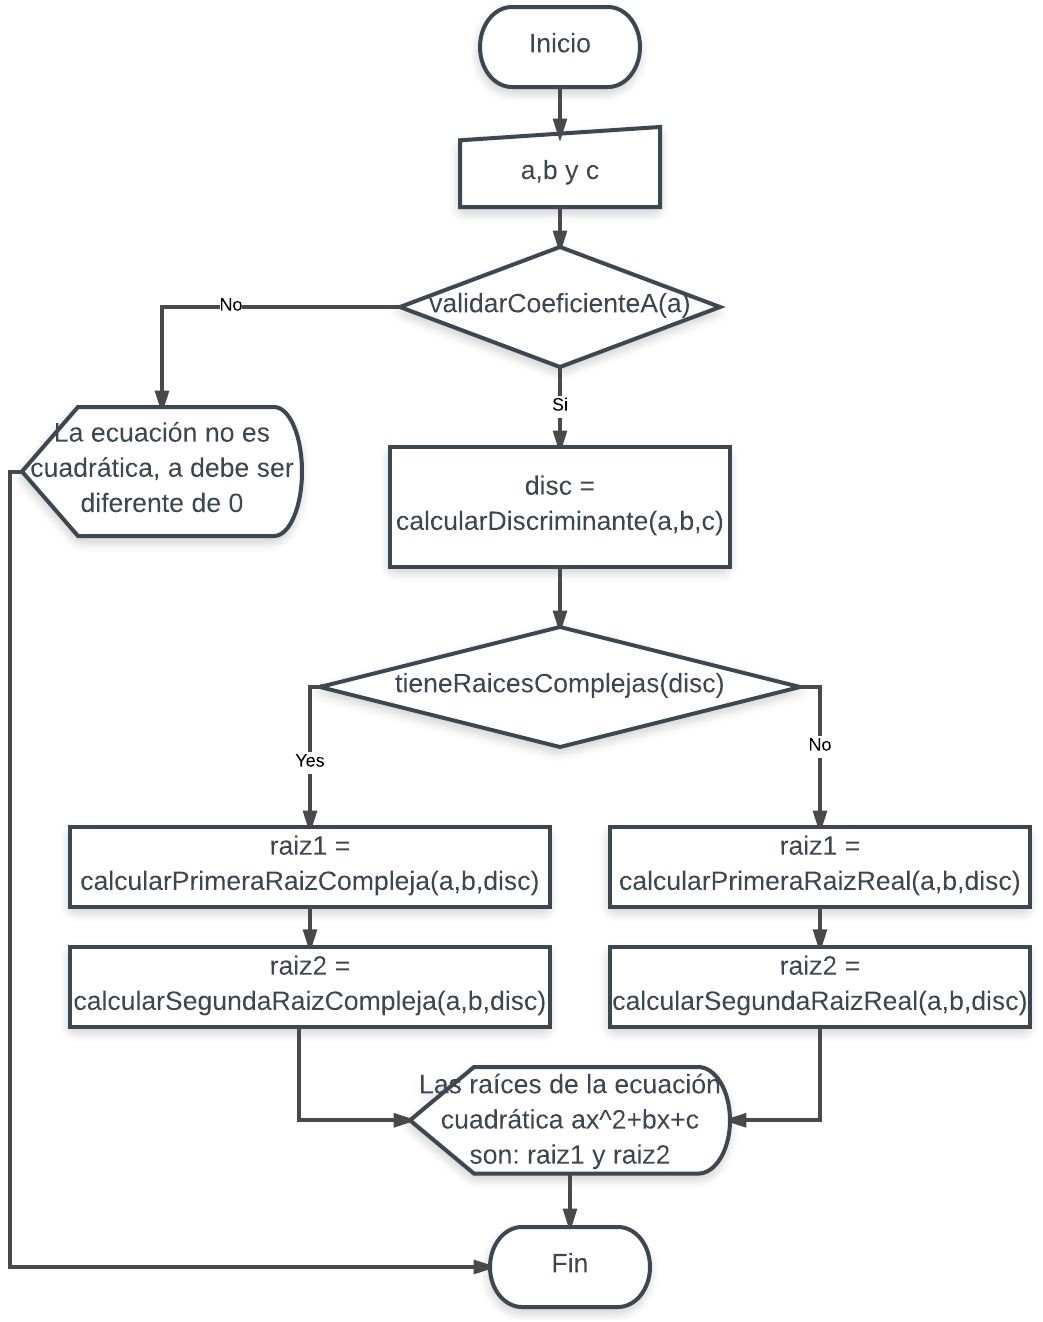 Inicio
a,b y c
validarCoeficienteA(a)
No
Si
La ecuación no es
cuadrática, a debe ser
diferente de 0
disc =
calcularDiscriminante(a,b,c)
tieneRaicesComplejas(disc)
Yes
No
raiz1 =
calcularPrimeraRaizCompleja(a,b,disc)
raiz1 =
calcularPrimeraRaizReal(a,b,disc)
raiz2 =
calcularSegundaRaizCompleja(a,b,disc)
raiz2 =
calcularSegundaRaizReal(a,b,disc)
Las raíces de la ecuación
cuadrática ax^2+bx+c
son: raiz1 y raiz2
Fin